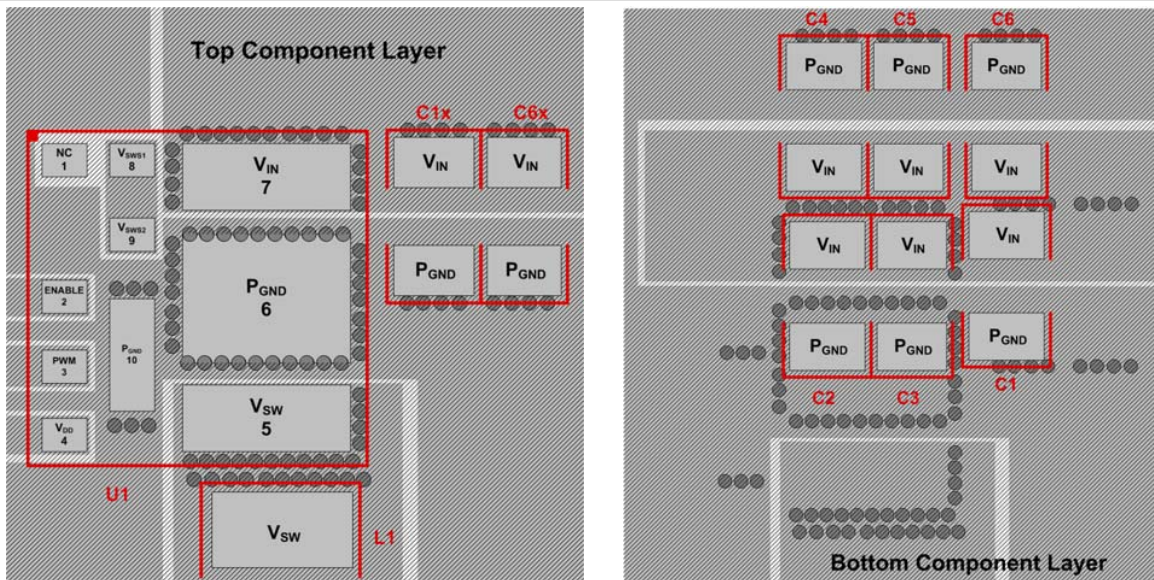 Top Component Layer
C1x C6x
NC
1
VSWS1
8
VIN
7
VIN
VIN
VSWS2
9
PGND
6
PGND
PGND
ENABLE
2
PGND
10
PWM
3
VSW
5
VDD
4
U1
VSW
L1
C4 C5 C6
PGND PGND PGND
VIN VIN VIN
VIN VIN VIN
PGND PGND PGND
C2 C3 C1
Bottom Component Layer